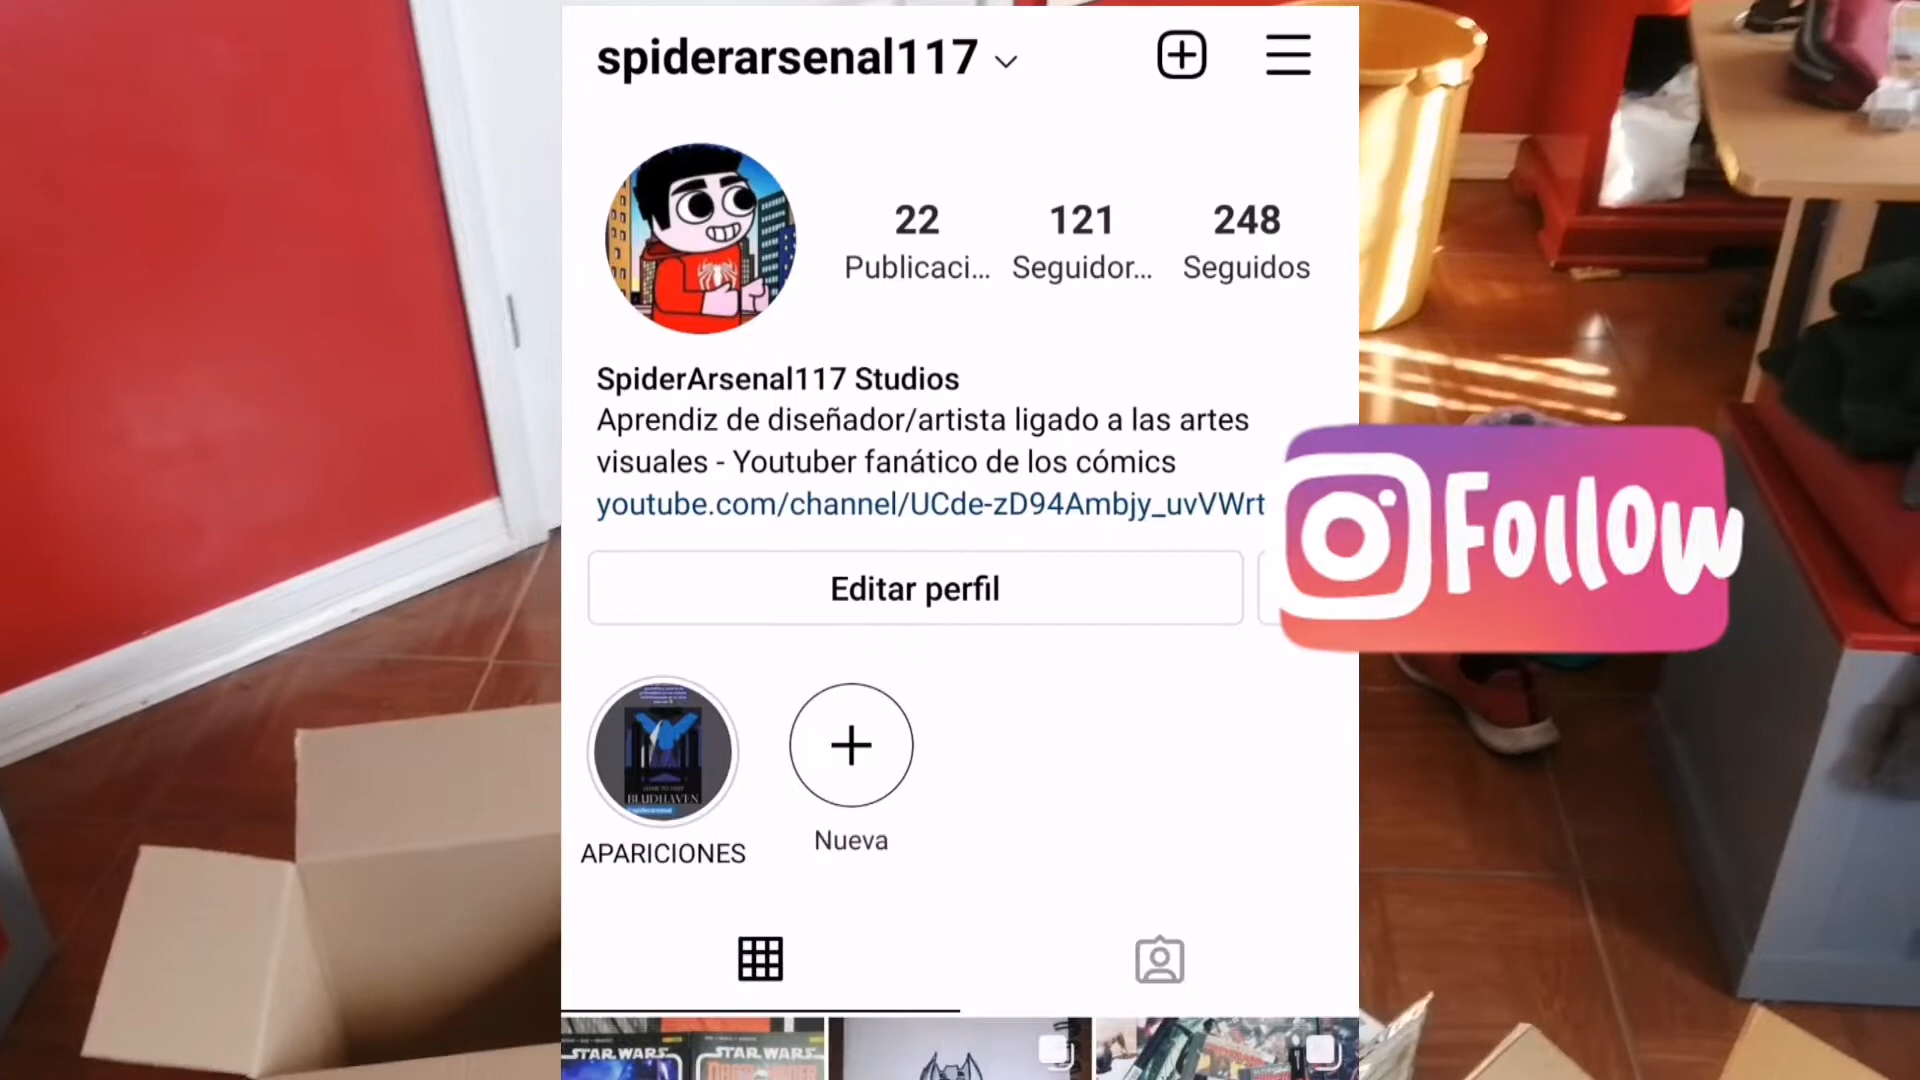 spiderarsenal117
22
121
248
Publicaci...
Seguidor...
Seguidos
SpiderArsenal117 Studios
Aprendiz de diseñador/artista ligado a las artes
visuales - Youtuber fanático de los cómics
youtube.com/channel/UCde-zD94Ambjy_uvVWrt
Follow
Editar perfil
BLUDHAVEN
APARICIONES
Nueva
STAR WARS
STAR WARS